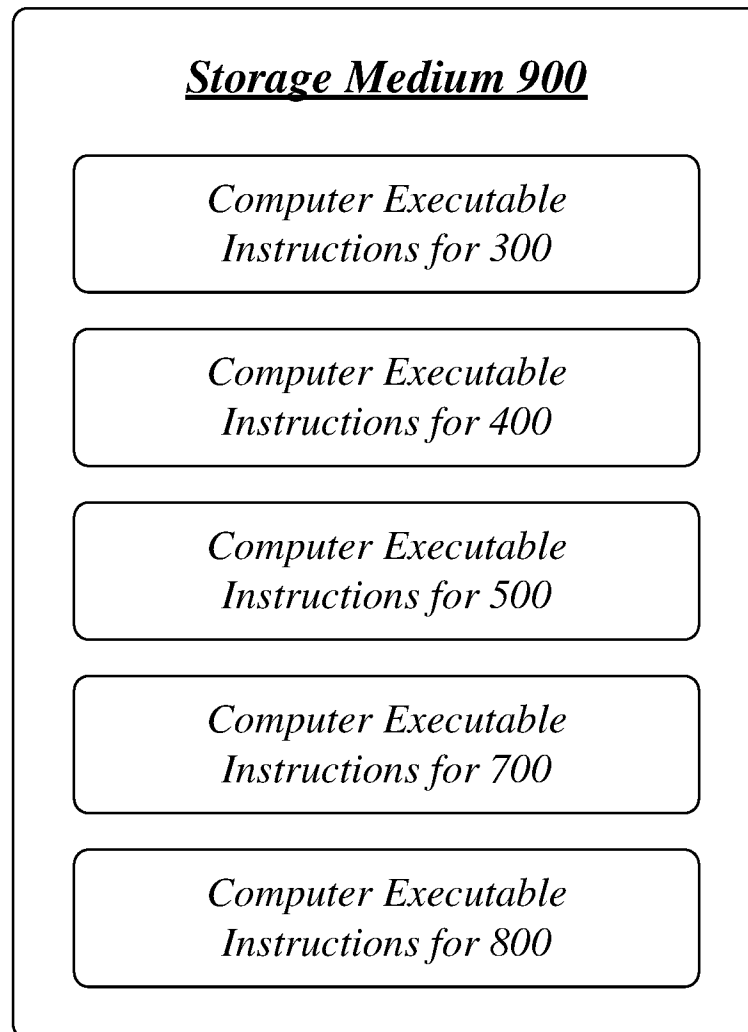 Storage Medium 900
Computer Executable
Instructions for 300
Computer Executable
Instructions for 400
Computer Executable
Instructions for 500
Computer Executable
Instructions for 700
Computer Executable
Instructions for 800